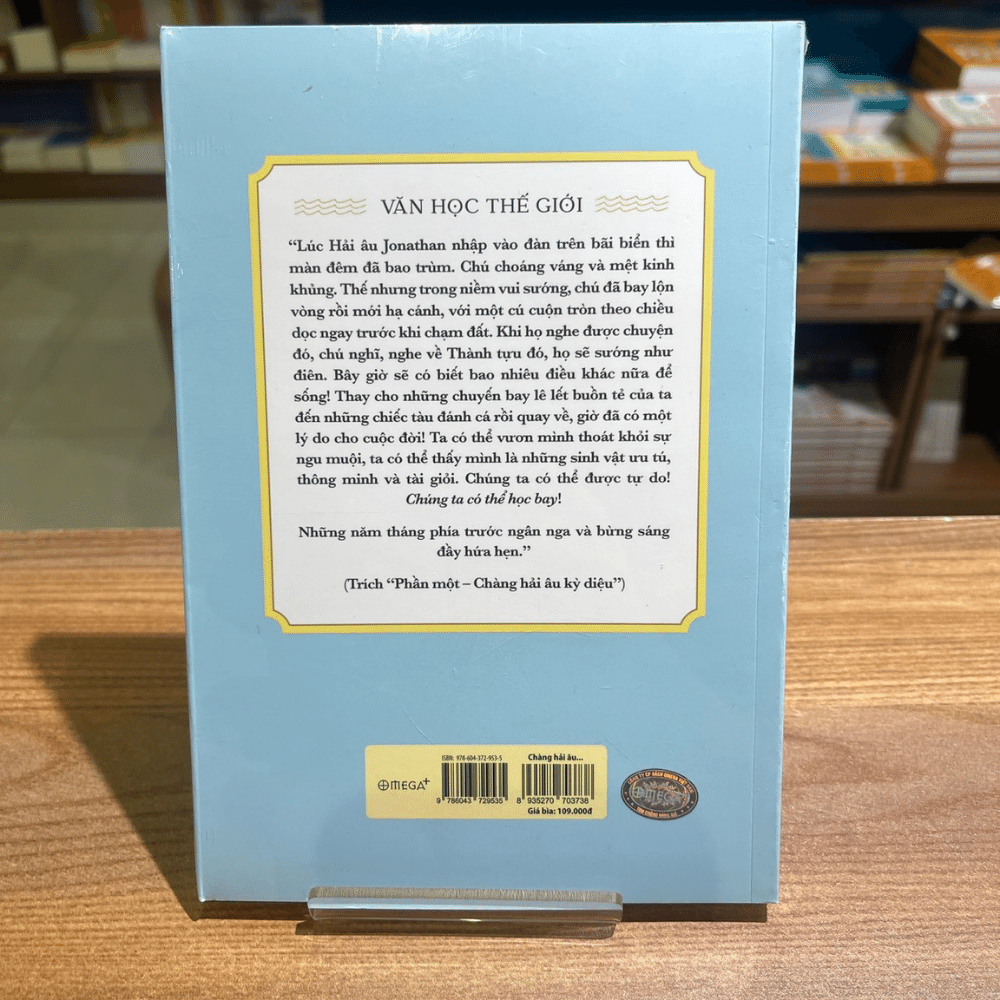 VĂN HỌC THẾ GIỚI
“Lúc Hải âu Jonathan nhập vào đàn trên bãi biển thì
màn đêm đã bao trùm. Chú choáng váng và mệt kinh
khủng. Thế nhưng trong niềm vui sướng, chú đã bay lộn
vòng rồi mới hạ cánh, với một cú cuộn tròn theo chiều
dọc ngay trước khi chạm đất. Khi họ nghe được chuyện
đó, chú nghĩ, nghe về Thành tựu đó, họ sẽ sướng như
điên. Bây giờ sẽ có biết bao nhiêu điều khác nữa để
sống! Thay cho những chuyến bay lê lết buồn tẻ của ta
đến những chiếc tàu đánh cá rồi quay về, giờ đã có một
lý do cho cuộc đời! Ta có thể vươn mình thoát khỏi sự
ngu muội, ta có thể thấy mình là những sinh vật ưu tú,
thông minh và tài giỏi. Chúng ta có thể được tự do!
Chúng ta có thể học bay!
Những năm tháng phía trước ngân nga và bừng sáng
đầy hứa hẹn.”
(Trích “Phần một – Chàng hải âu kỳ diệu”)
ISBN: 978-604-372-953-5
Chàng hải âu...
OMEGA+
9 786043 729535
8 935270 703738
Giá bìa: 109.000đ
OMEGA+